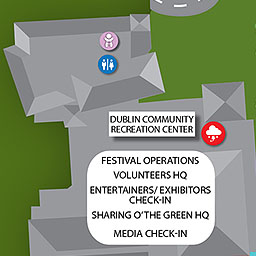 DUBLIN COMMUNITY
RECREATION CENTER
FESTIVAL OPERATIONS
VOLUNTEERS HQ
ENTERTAINERS/ EXHIBITORS
CHECK-IN
SHARING O'THE GREEN HQ
MEDIA CHECK-IN